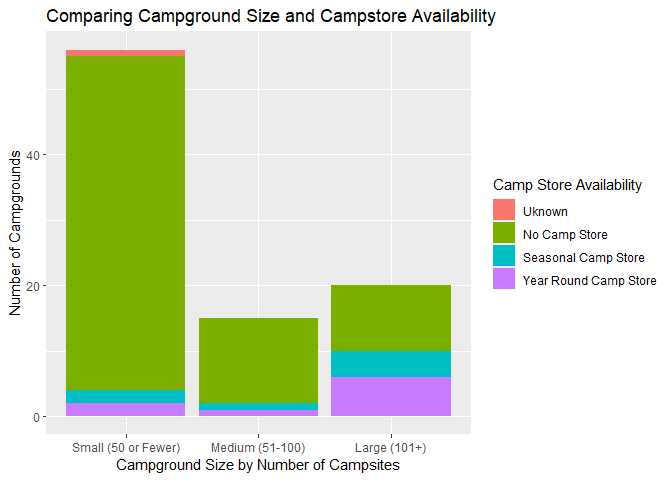 Comparing Campground Size and Campstore Availability
Number of Campgrounds
40
20
0
Small (50 or Fewer)
Medium (51-100)
Large (101+)
Campground Size by Number of Campsites
Camp Store Availability
Uknown
No Camp Store
Seasonal Camp Store
Year Round Camp Store